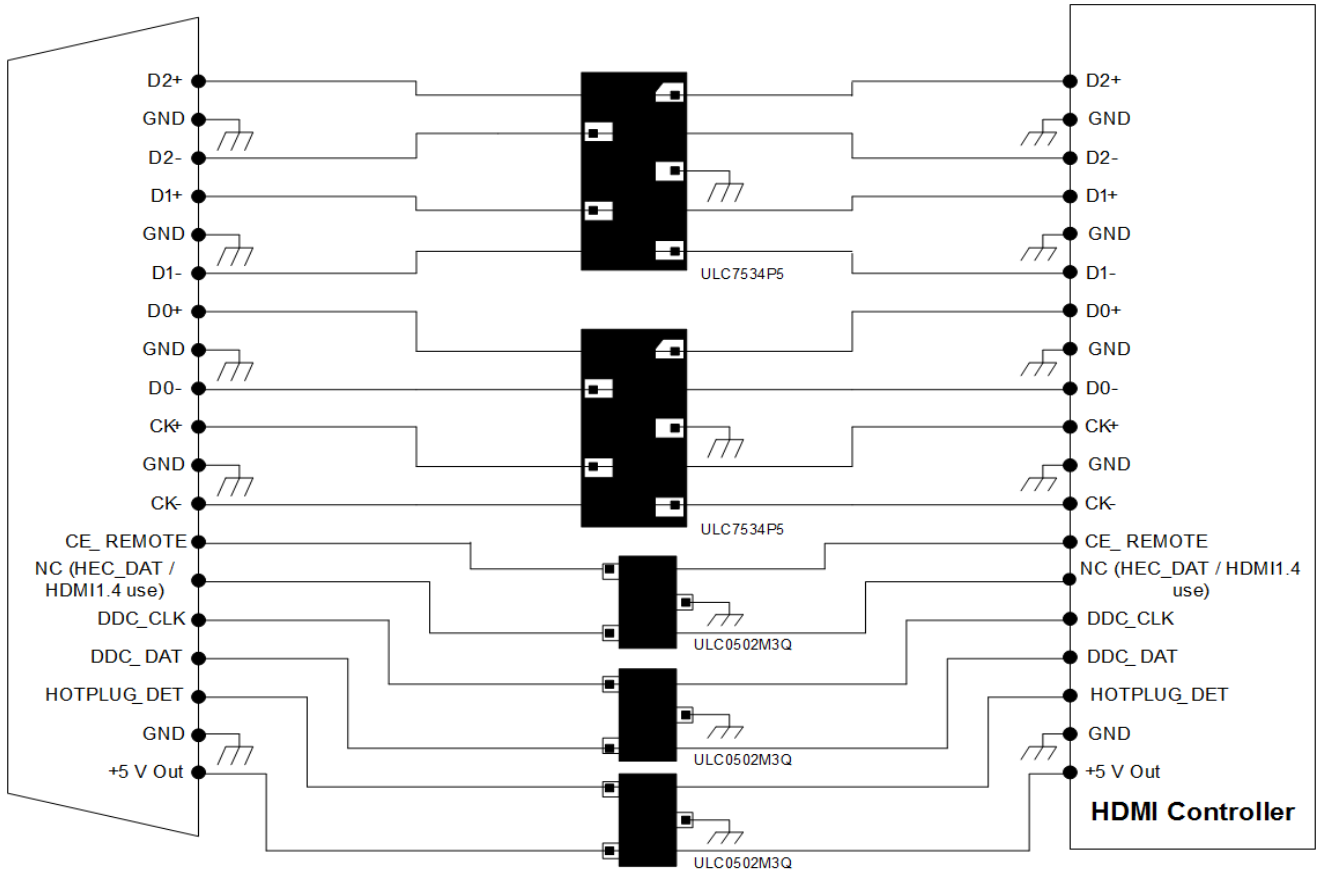 D2+
GND
D2-
D1+
GND
D1-
D0+
GND
D0-
CK+
GND
CK-
CE_ REMOTE
NC (HEC_DAT /
HDMI1.4 use)
DDC_CLK
DDC_ DAT
HOTPLUG_DET
GND
+5 V Out
ULC7534P5
ULC7534P5
ULC0502M3Q
ULC0502M3Q
ULC0502M3Q
D2+
GND
D2-
D1+
GND
D1-
D0+
GND
D0-
CK+
GND
CK-
CE_ REMOTE
NC (HEC_DAT / HDMI1.4
use)
DDC_CLK
DDC_ DAT
HOTPLUG_DET
GND
+5 V Out
HDMI Controller